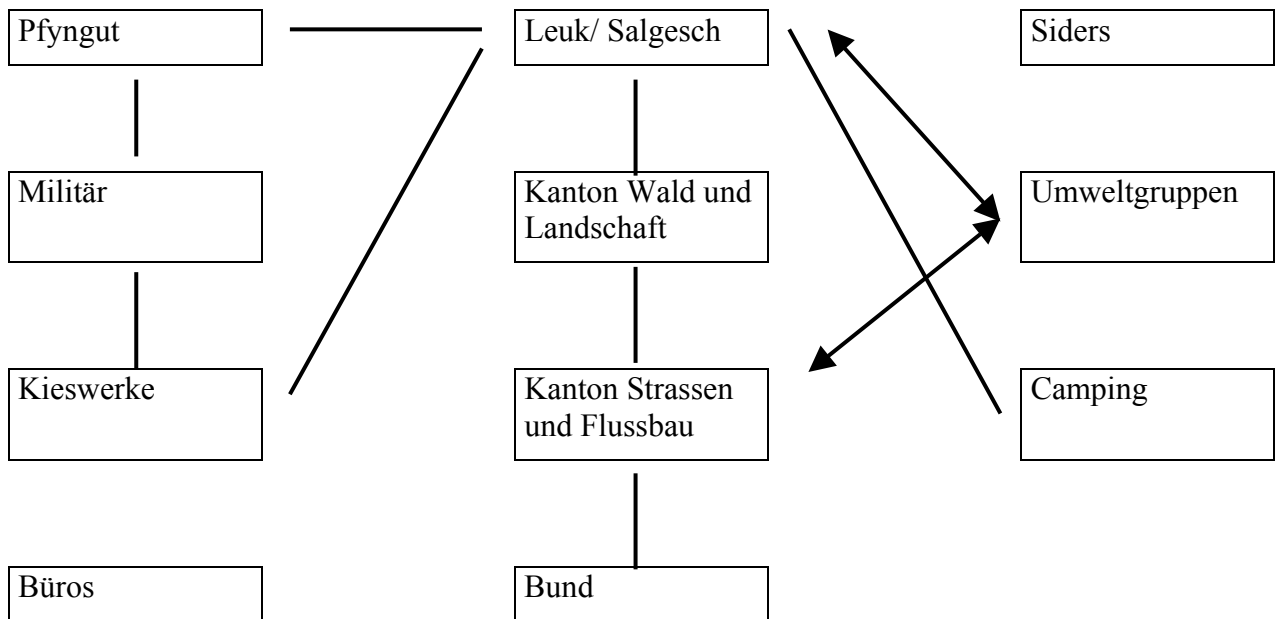 Pfyngut
Leuk/ Salgesch
Siders
Militär
Kanton Wald und
Landschaft
Umweltgruppen
Kieswerke
Kanton Strassen
und Flussbau
Camping
Büros
Bund